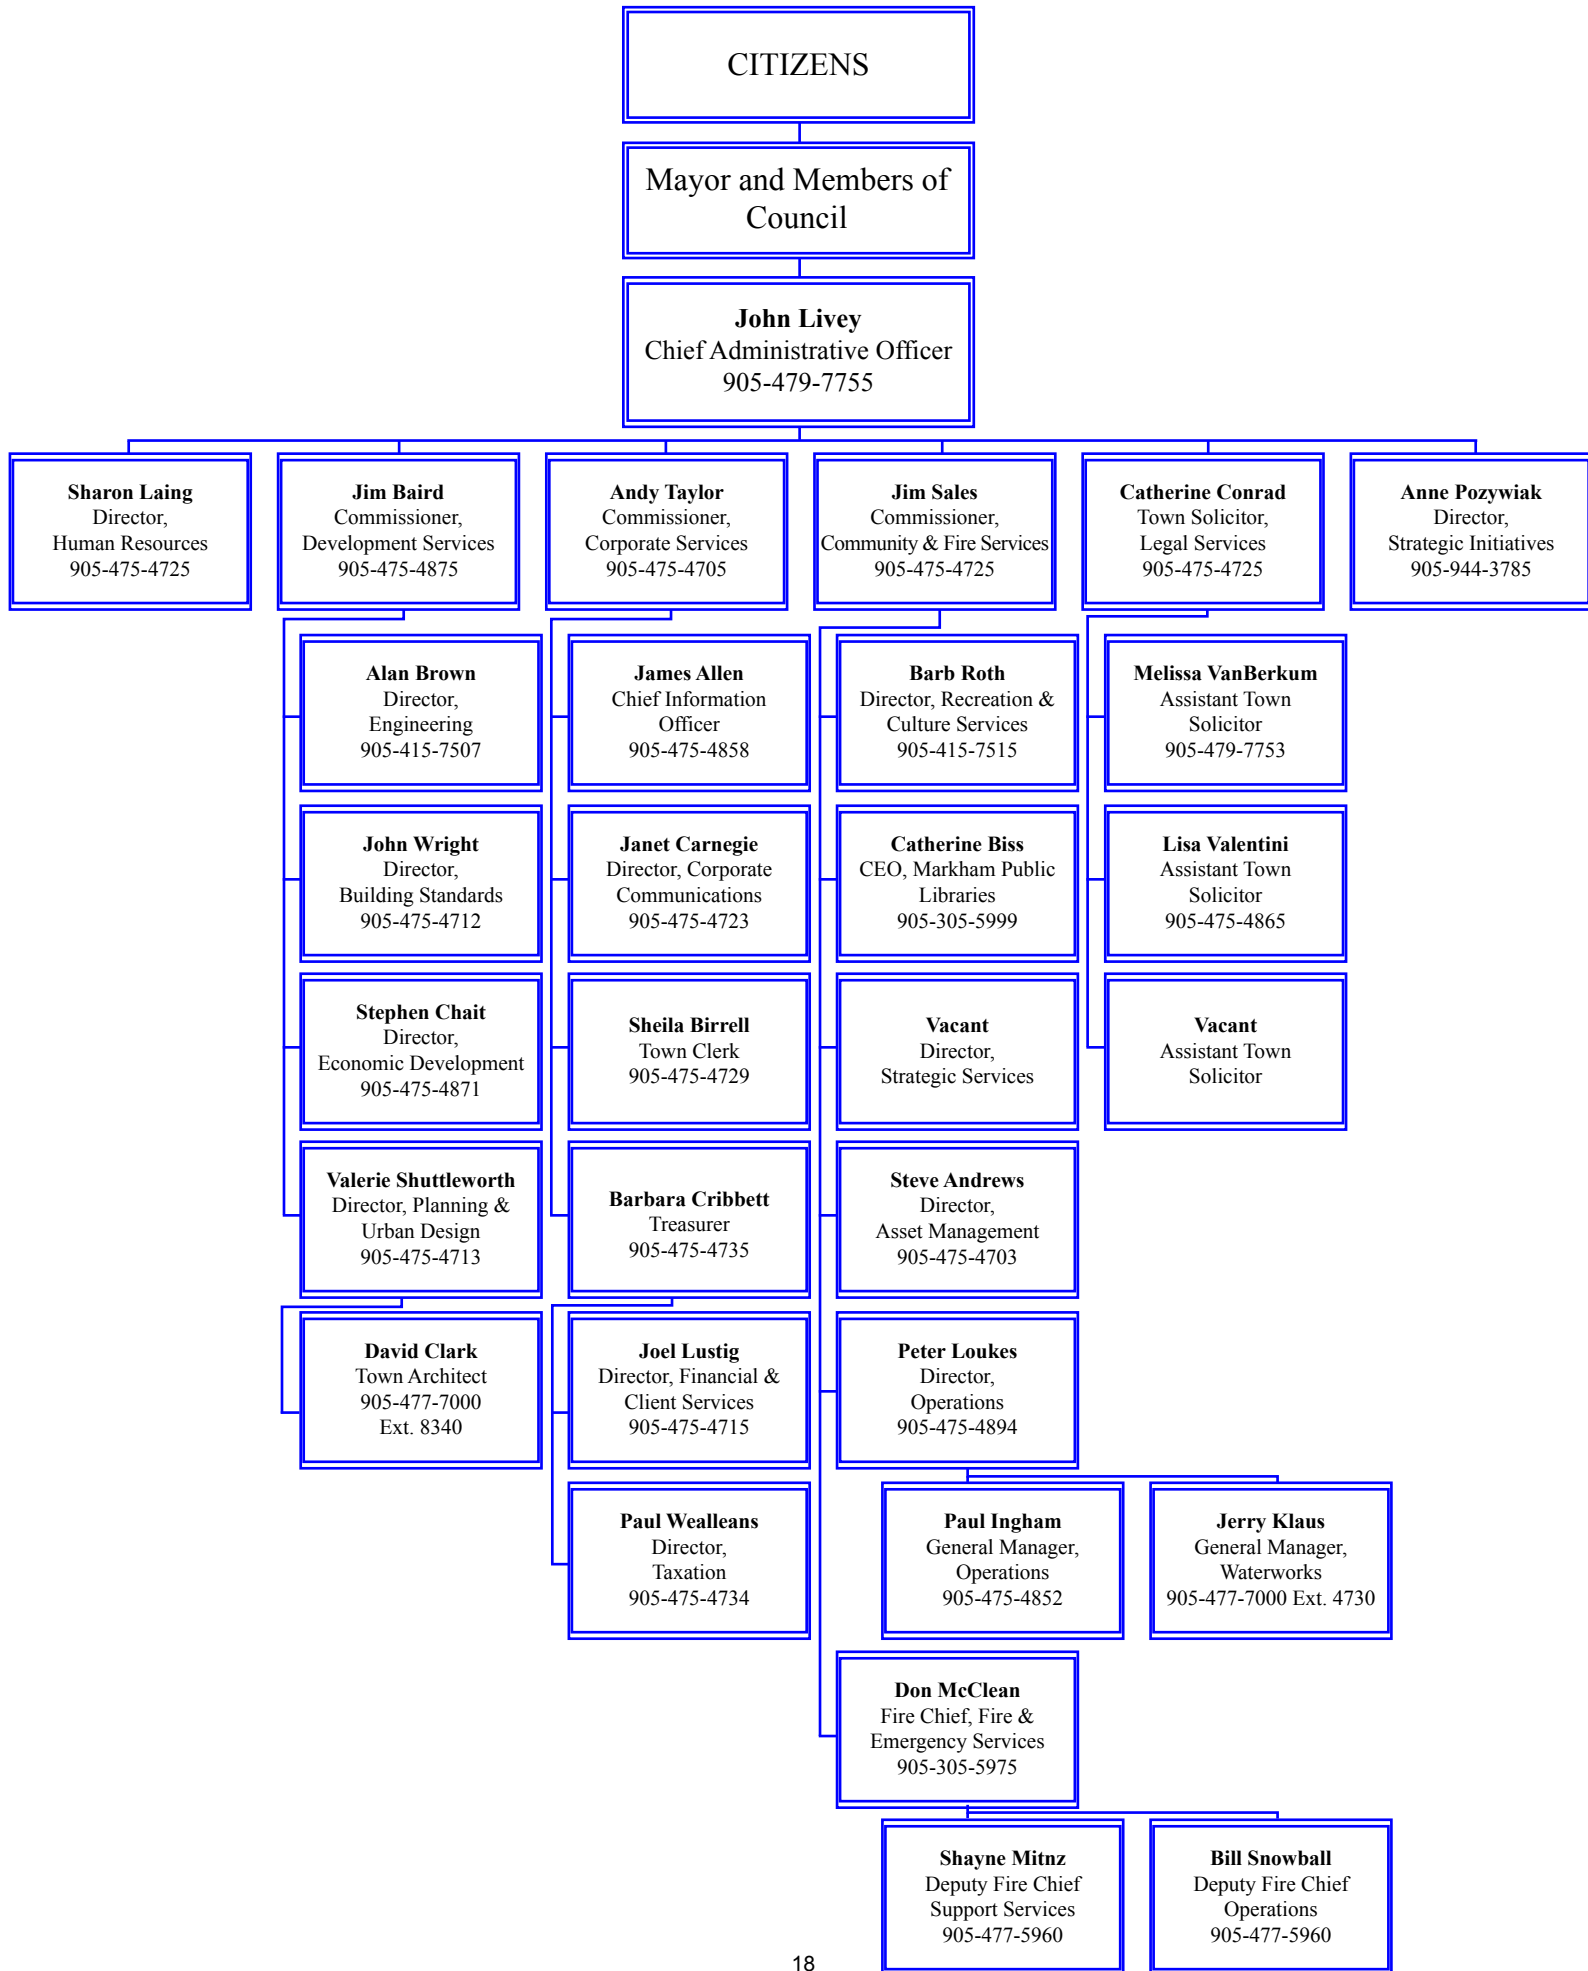 CITIZENS
Mayor and Members of
Council
John Livey
Chief Administrative Officer
905-479-7755
Sharon Laing
Director,
Human Resources
905-475-4725
Jim Baird
Commissioner,
Development Services
905-475-4875
Andy Taylor
Commissioner,
Corporate Services
905-475-4705
Jim Sales
Commissioner,
Community & Fire Services
905-475-4725
Catherine Conrad
Town Solicitor,
Legal Services
905-475-4725
Anne Pozywiak
Director,
Strategic Initiatives
905-944-3785
Alan Brown
Director,
Engineering
905-415-7507
James Allen
Chief Information
Officer
905-475-4858
Barb Roth
Director, Recreation &
Culture Services
905-415-7515
Melissa VanBerkum
Assistant Town
Solicitor
905-479-7753
John Wright
Director,
Building Standards
905-475-4712
Janet Carnegie
Director, Corporate
Communications
905-475-4723
Catherine Biss
CEO, Markham Public
Libraries
905-305-5999
Lisa Valentini
Assistant Town
Solicitor
905-475-4865
Stephen Chait
Director,
Economic Development
905-475-4871
Sheila Birrell
Town Clerk
905-475-4729
Vacant
Director,
Strategic Services
Vacant
Assistant Town
Solicitor
Valerie Shuttleworth
Director, Planning &
Urban Design
905-475-4713
Barbara Cribbett
Treasurer
905-475-4735
Steve Andrews
Director,
Asset Management
905-475-4703
David Clark
Town Architect
905-477-7000
Ext. 8340
Joel Lustig
Director, Financial &
Client Services
905-475-4715
Peter Loukes
Director,
Operations
905-475-4894
Paul Wealleans
Director,
Taxation
905-475-4734
Paul Ingham
General Manager,
Operations
905-475-4852
Jerry Klaus
General Manager,
Waterworks
905-477-7000 Ext. 4730
Don McClean
Fire Chief, Fire &
Emergency Services
905-305-5975
Shayne Mitnz
Deputy Fire Chief
Support Services
905-477-5960
Bill Snowball
Deputy Fire Chief
Operations
905-477-5960
18